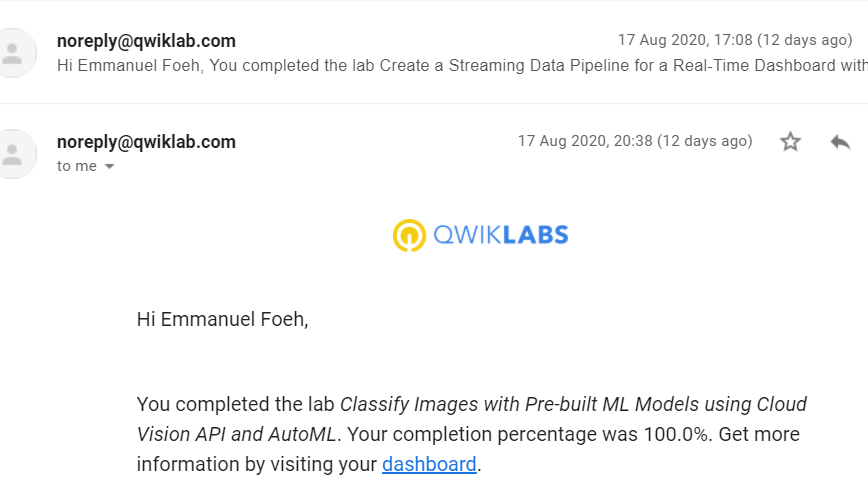 noreply@qwiklab.com 17 Aug 2020, 17:08 (12 days ago)
Hi Emmanuel Foeh, You completed the lab Create a Streaming Data Pipeline for a Real-Time Dashboard with
noreply@qwiklab.com 17 Aug 2020, 20:38 (12 days ago)
to me
QWIKLABS
Hi Emmanuel Foeh,
You completed the lab Classify Images with Pre-built ML Models using Cloud
Vision API and AutoML. Your completion percentage was 100.0%. Get more
information by visiting your dashboard.